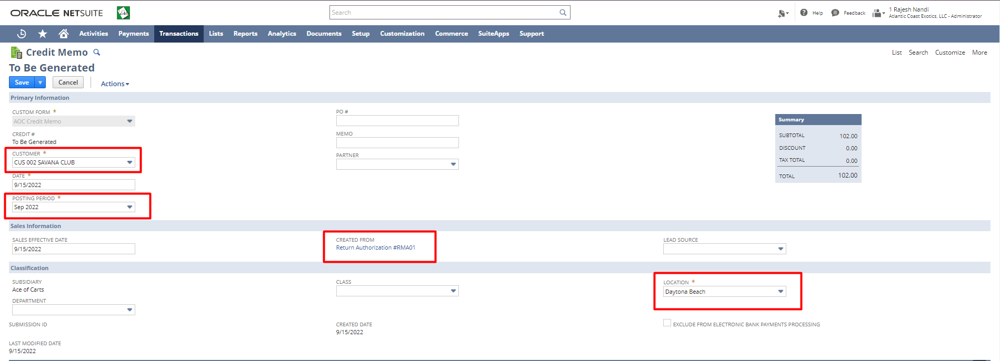 ORACLE NETSUITE
Search
Help
Feedback
1 Rajesh Nandi
Atlantic Coast Exotics, LLC - Administrator
Activities Payments Transactions Lists Reports Analytics Documents Setup Customization Commerce SuiteApps Support
Credit Memo
List Search Customize More
To Be Generated
Save Cancel Actions
Primary Information
CUSTOM FORM *
AOC Credit Memo
CREDIT #
To Be Generated
CUSTOMER *
CUS 002 SAVANA CLUB
DATE *
9/15/2022
POSTING PERIOD *
Sep 2022
PO #
MEMO
PARTNER
Summary
SUBTOTAL 102.00
DISCOUNT 0.00
TAX TOTAL 0.00
TOTAL 102.00
Sales Information
SALES EFFECTIVE DATE
9/15/2022
CREATED FROM
Return Authorization #RMA01
LEAD SOURCE
Classification
SUBSIDIARY
Ace of Carts
DEPARTMENT
SUBMISSION ID
LAST MODIFIED DATE
9/15/2022
CLASS
CREATED DATE
9/15/2022
LOCATION *
Daytona Beach
EXCLUDE FROM ELECTRONIC BANK PAYMENTS PROCESSING